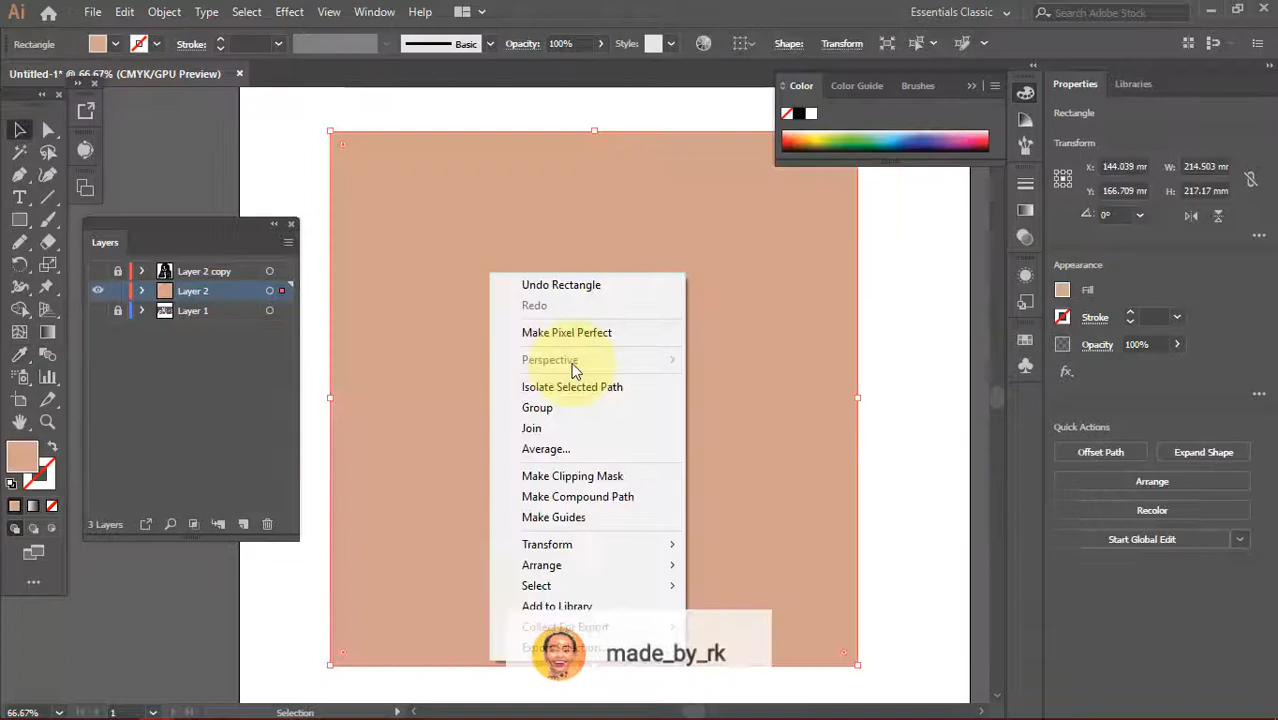 Ai File Edit Object Type Select Effect View Window Help Essentials Classic Search Adobe Stock
Rectangle Stroke: Basic Opacity: 100% Style: Shape: Transform
Untitled-1* @ 66.67% (CMYK/GPU Preview) ×
Color Color Guide Brushes
Properties Libraries
Rectangle
Transform
X: 144.039 mm W: 214.503 mm
Y: 166.709 mm H: 217.17 mm
0°
Appearance
Fill
Stroke
Opacity 100%
fx
Quick Actions
Offset Path Expand Shape
Arrange
Recolor
Start Global Edit
Layers
Layer 2 copy
Layer 2
Layer 1
3 Layers
Undo Rectangle
Redo
Make Pixel Perfect
Perspective
Isolate Selected Path
Group
Join
Average...
Make Clipping Mask
Make Compound Path
Make Guides
Transform
Arrange
Select
Add to Library
Collect For Export
made_by_rk
66.67% 1 Selection